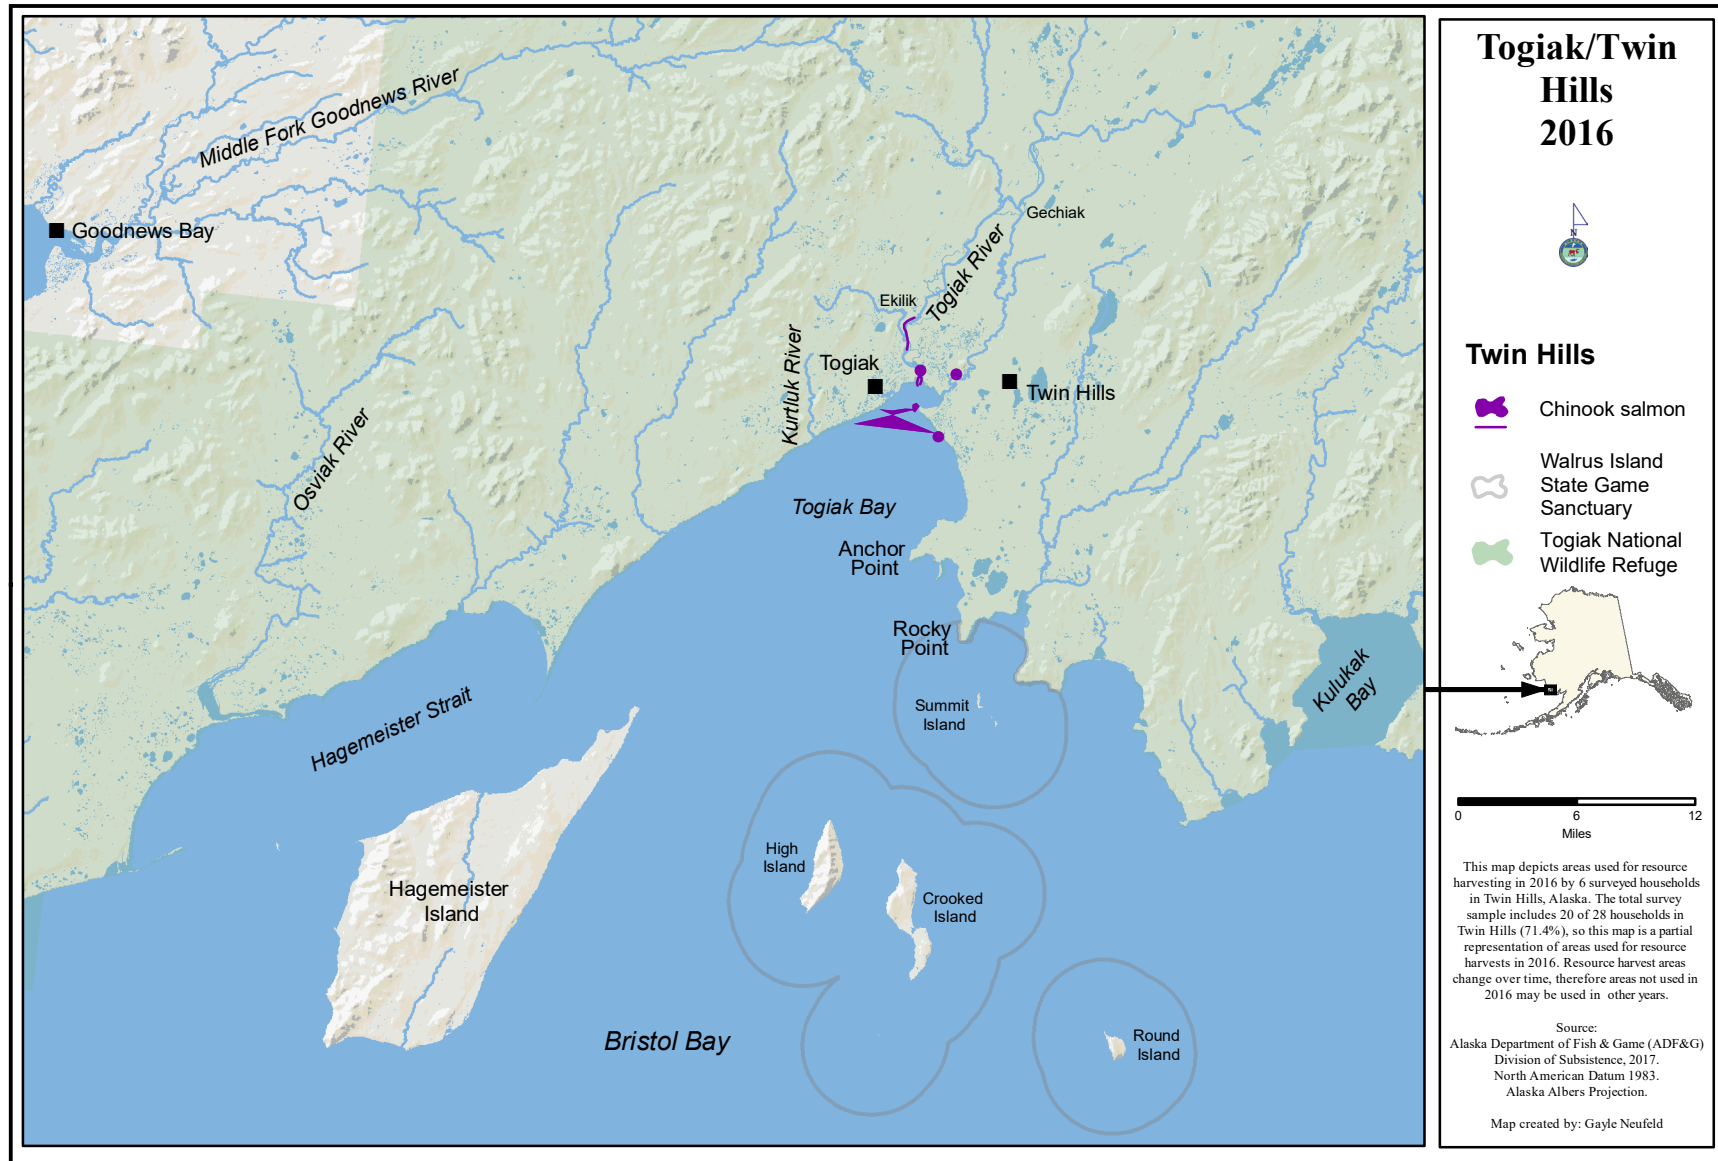 Togiak/Twin
Hills
2016
N
Twin Hills
Chinook salmon
Walrus Island
State Game
Sanctuary
Togiak National
Wildlife Refuge
0 6 12
Miles
This map depicts areas used for resource
harvesting in 2016 by 6 surveyed households
in Twin Hills, Alaska. The total survey
sample includes 20 of 28 households in
Twin Hills (71.4%), so this map is a partial
representation of areas used for resource
harvests in 2016. Resource harvest areas
change over time, therefore areas not used in
2016 may be used in other years.
Source:
Alaska Department of Fish & Game (ADF&G)
Division of Subsistence, 2017.
North American Datum 1983.
Alaska Albers Projection.
Map created by: Gayle Neufeld
Middle Fork Goodnews River
Goodnews Bay
Gechiak
Togiak River
Ekilik
Kurtluk River
Togiak
Twin Hills
Osviak River
Togiak Bay
Anchor
Point
Rocky
Point
Kulukak
Bay
Summit
Island
Hagemeister Strait
High
Island
Hagemeister
Island
Crooked
Island
Bristol Bay
Round
Island